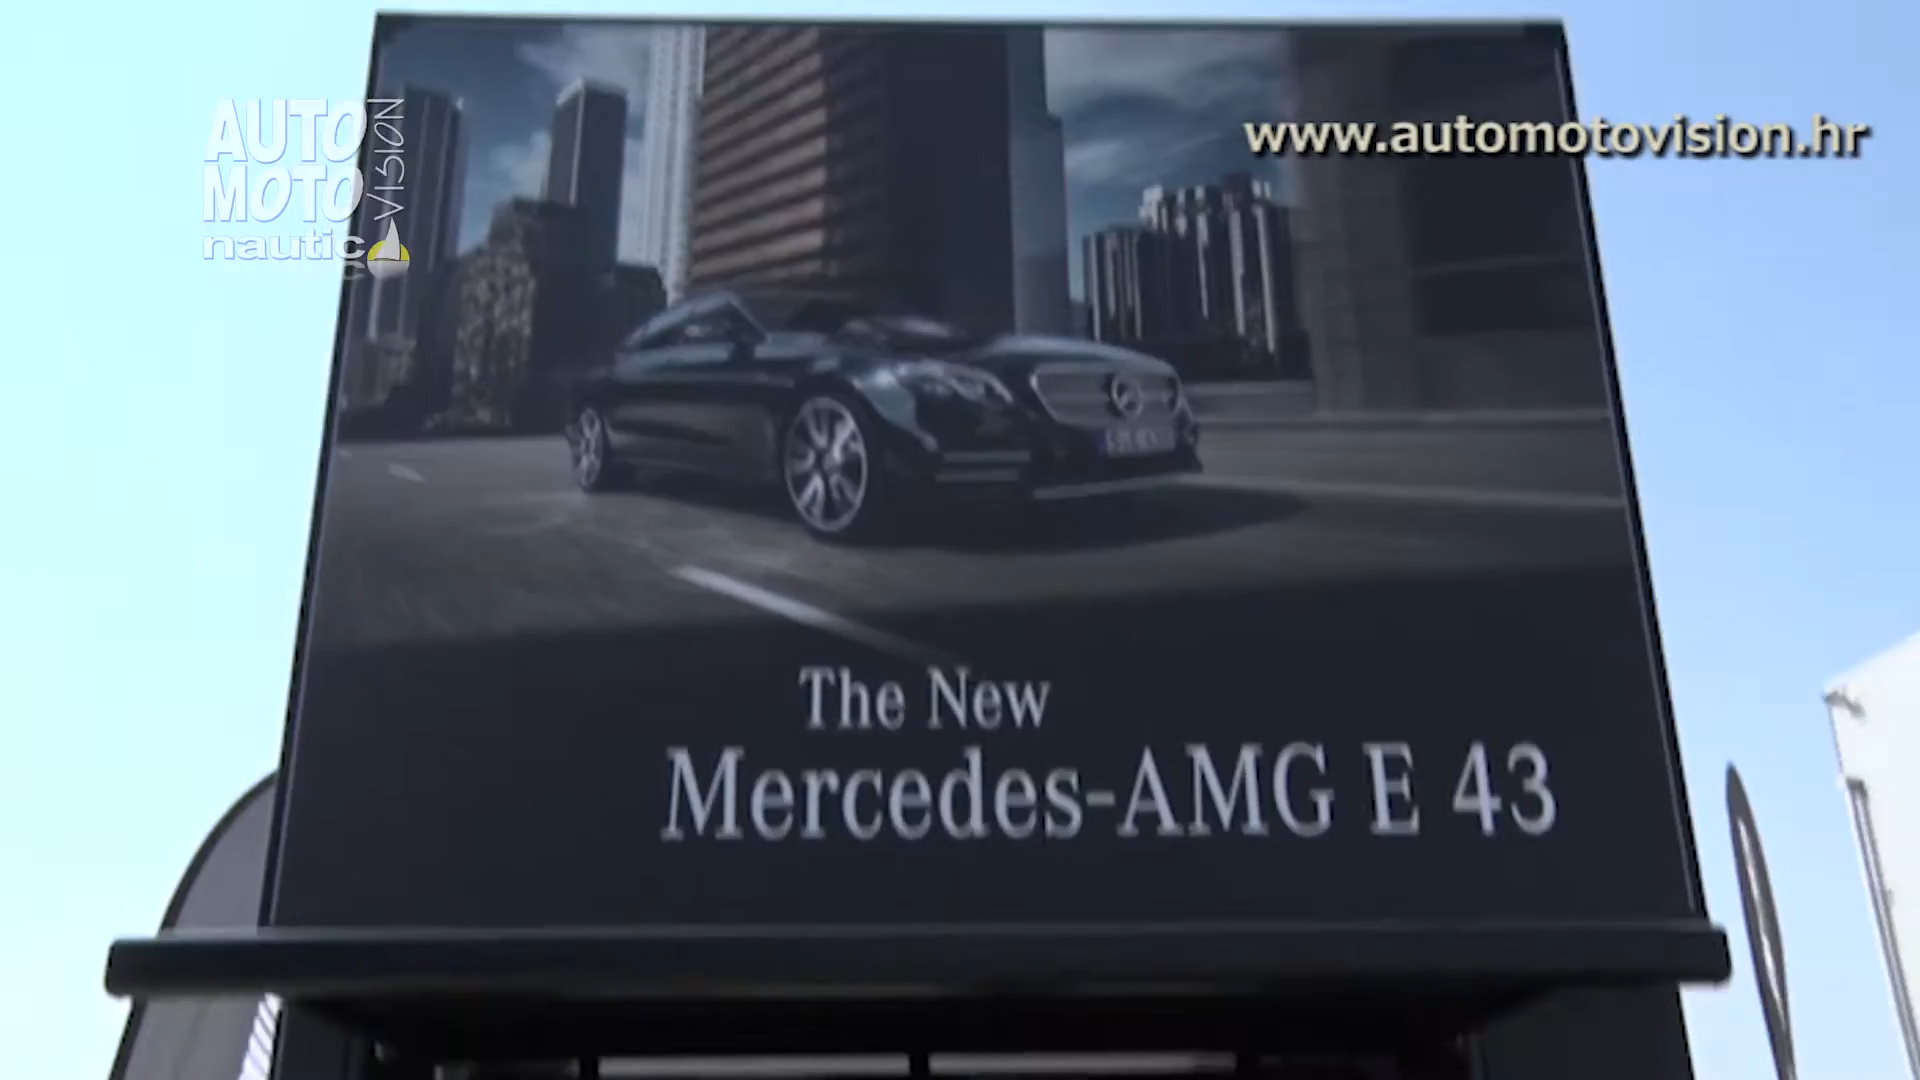 AUTO
MOTO
VISION
nautic
www.automotovision.hr
The New
Mercedes-AMG E 43